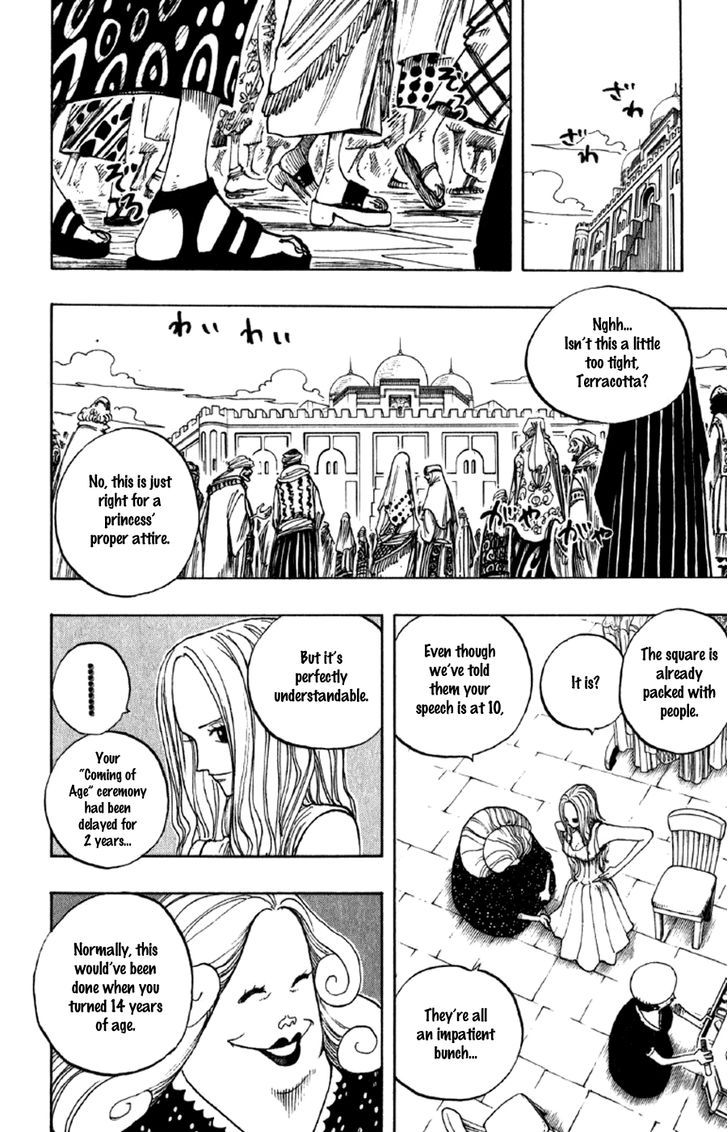 ざわ
ざわ
ぞろ
ぞろ
Nghh...
Isn't this a little
too tight,
Terracotta?
わいわい
No, this is just
right for a
princess'
proper attire.
がやがや
The square is
already
packed with
people.
It is?
Even though
we've told
them your
speech is at 10,
They're all
an impatient
bunch...
But it's
perfectly
understandable.
.........
Your
"Coming of
Age" ceremony
had been
delayed for
2 years...
Normally, this
would've been
done when you
turned 14 years
of age.